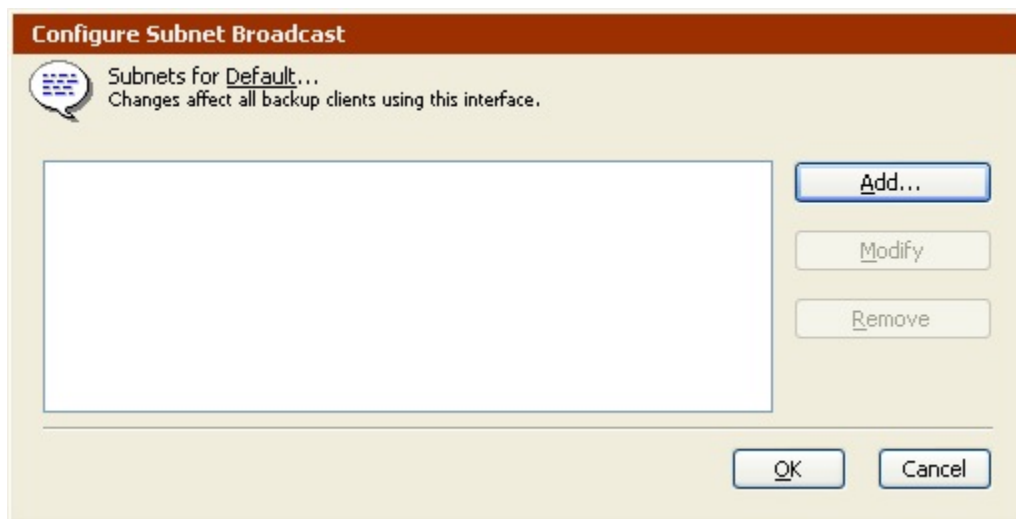 Configure Subnet Broadcast
Subnets for Default...
Changes affect all backup clients using this interface.
Add...
Modify
Remove
OK
Cancel